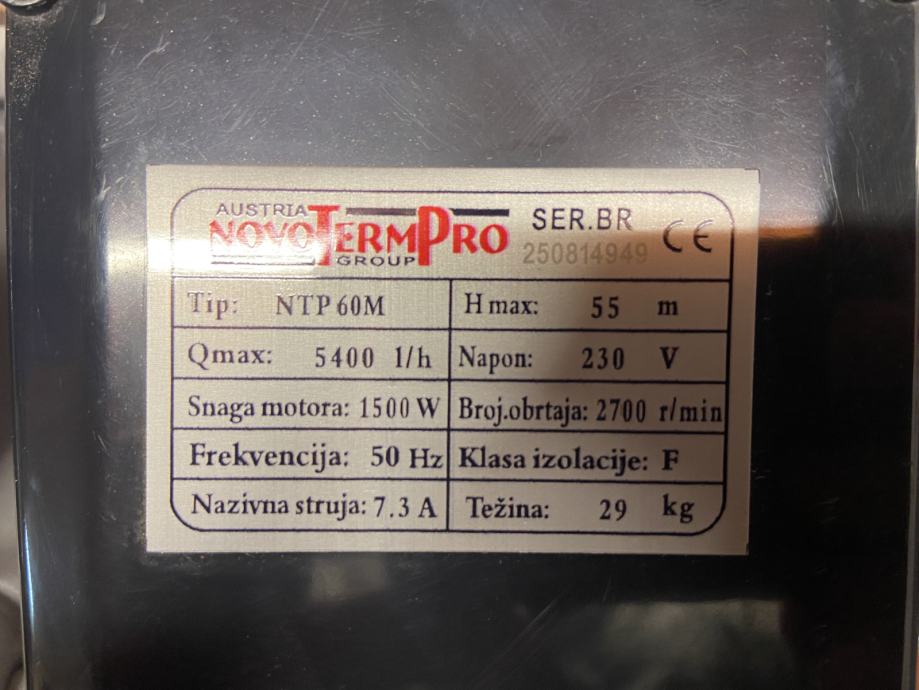 AUSTRIA
NOVOTERMPRO
GROUP
SER.BR
250814949
CE
Tip: NTP 60M
H max: 55 m
Qmax: 5400 l/h
Napon: 230 V
Snaga motora: 1500 W
Broj.obrtaja: 2700 r/min
Frekvencija: 50 Hz
Klasa izolacije: F
Nazivna struja: 7.3 A
Težina: 29 kg